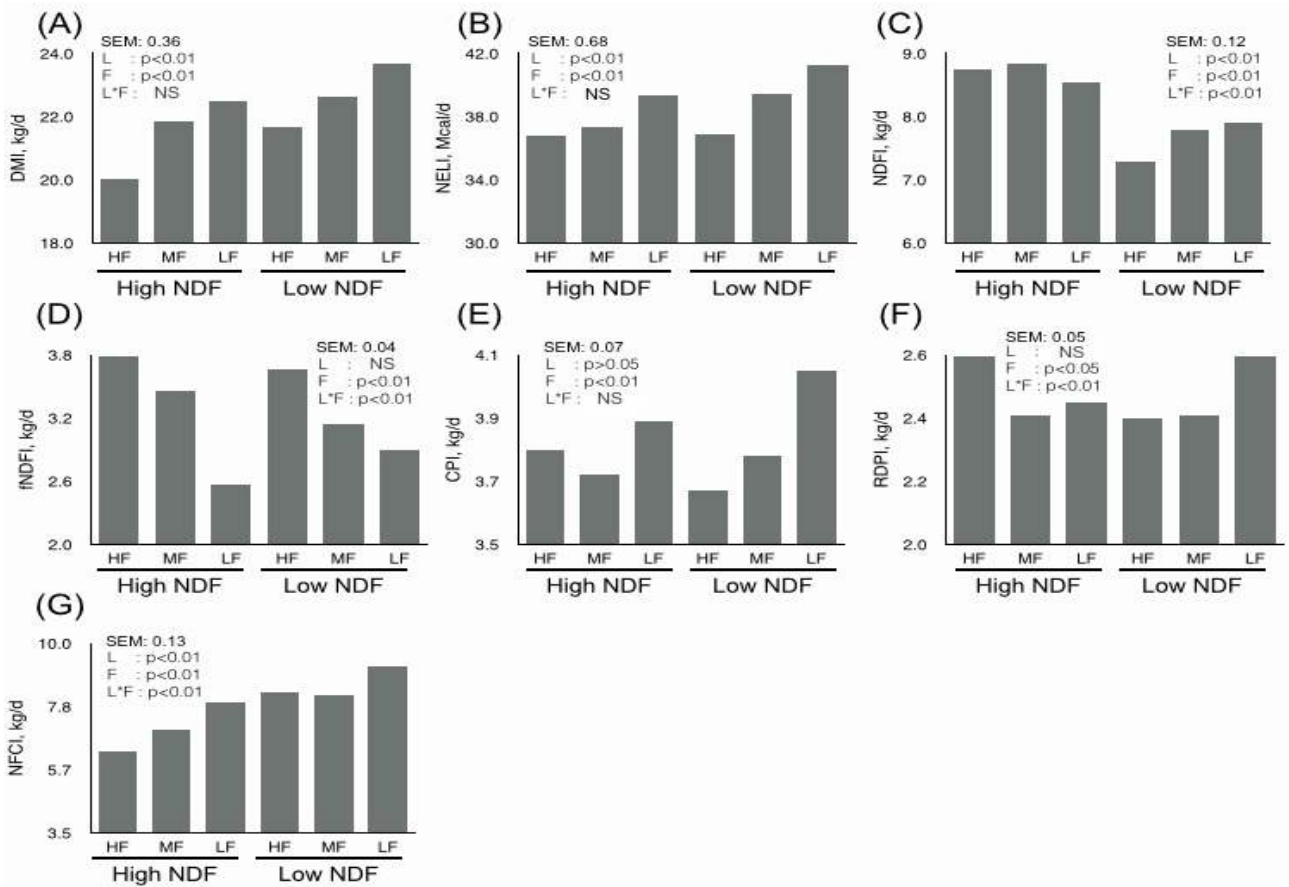 (A)
SEM: 0.36
L : p<0.01
F : p<0.01
L*F : NS
DMI, kg/d
24.0
22.0
20.0
18.0
HF MF LF HF MF LF
High NDF Low NDF
(B)
SEM: 0.68
L : p<0.01
F : p<0.01
L*F : NS
NELI, Mcal/d
42.0
38.0
34.0
30.0
HF MF LF HF MF LF
High NDF Low NDF
(C)
SEM: 0.12
L : p<0.01
F : p<0.01
L*F : p<0.01
NDFI, kg/d
9.0
8.0
7.0
6.0
HF MF LF HF MF LF
High NDF Low NDF
(D)
SEM: 0.04
L : NS
F : p<0.01
L*F : p<0.01
fNDFI, kg/d
3.8
3.2
2.6
2.0
HF MF LF HF MF LF
High NDF Low NDF
(E)
SEM: 0.07
L : p>0.05
F : p<0.01
L*F : NS
CPI, kg/d
4.1
3.9
3.7
3.5
HF MF LF HF MF LF
High NDF Low NDF
(F)
SEM: 0.05
L : NS
F : p<0.05
L*F : p<0.01
RDPI, kg/d
2.6
2.4
2.2
2.0
HF MF LF HF MF LF
High NDF Low NDF
(G)
SEM: 0.13
L : p<0.01
F : p<0.01
L*F : p<0.01
NFCI, kg/d
10.0
7.8
5.7
3.5
HF MF LF HF MF LF
High NDF Low NDF